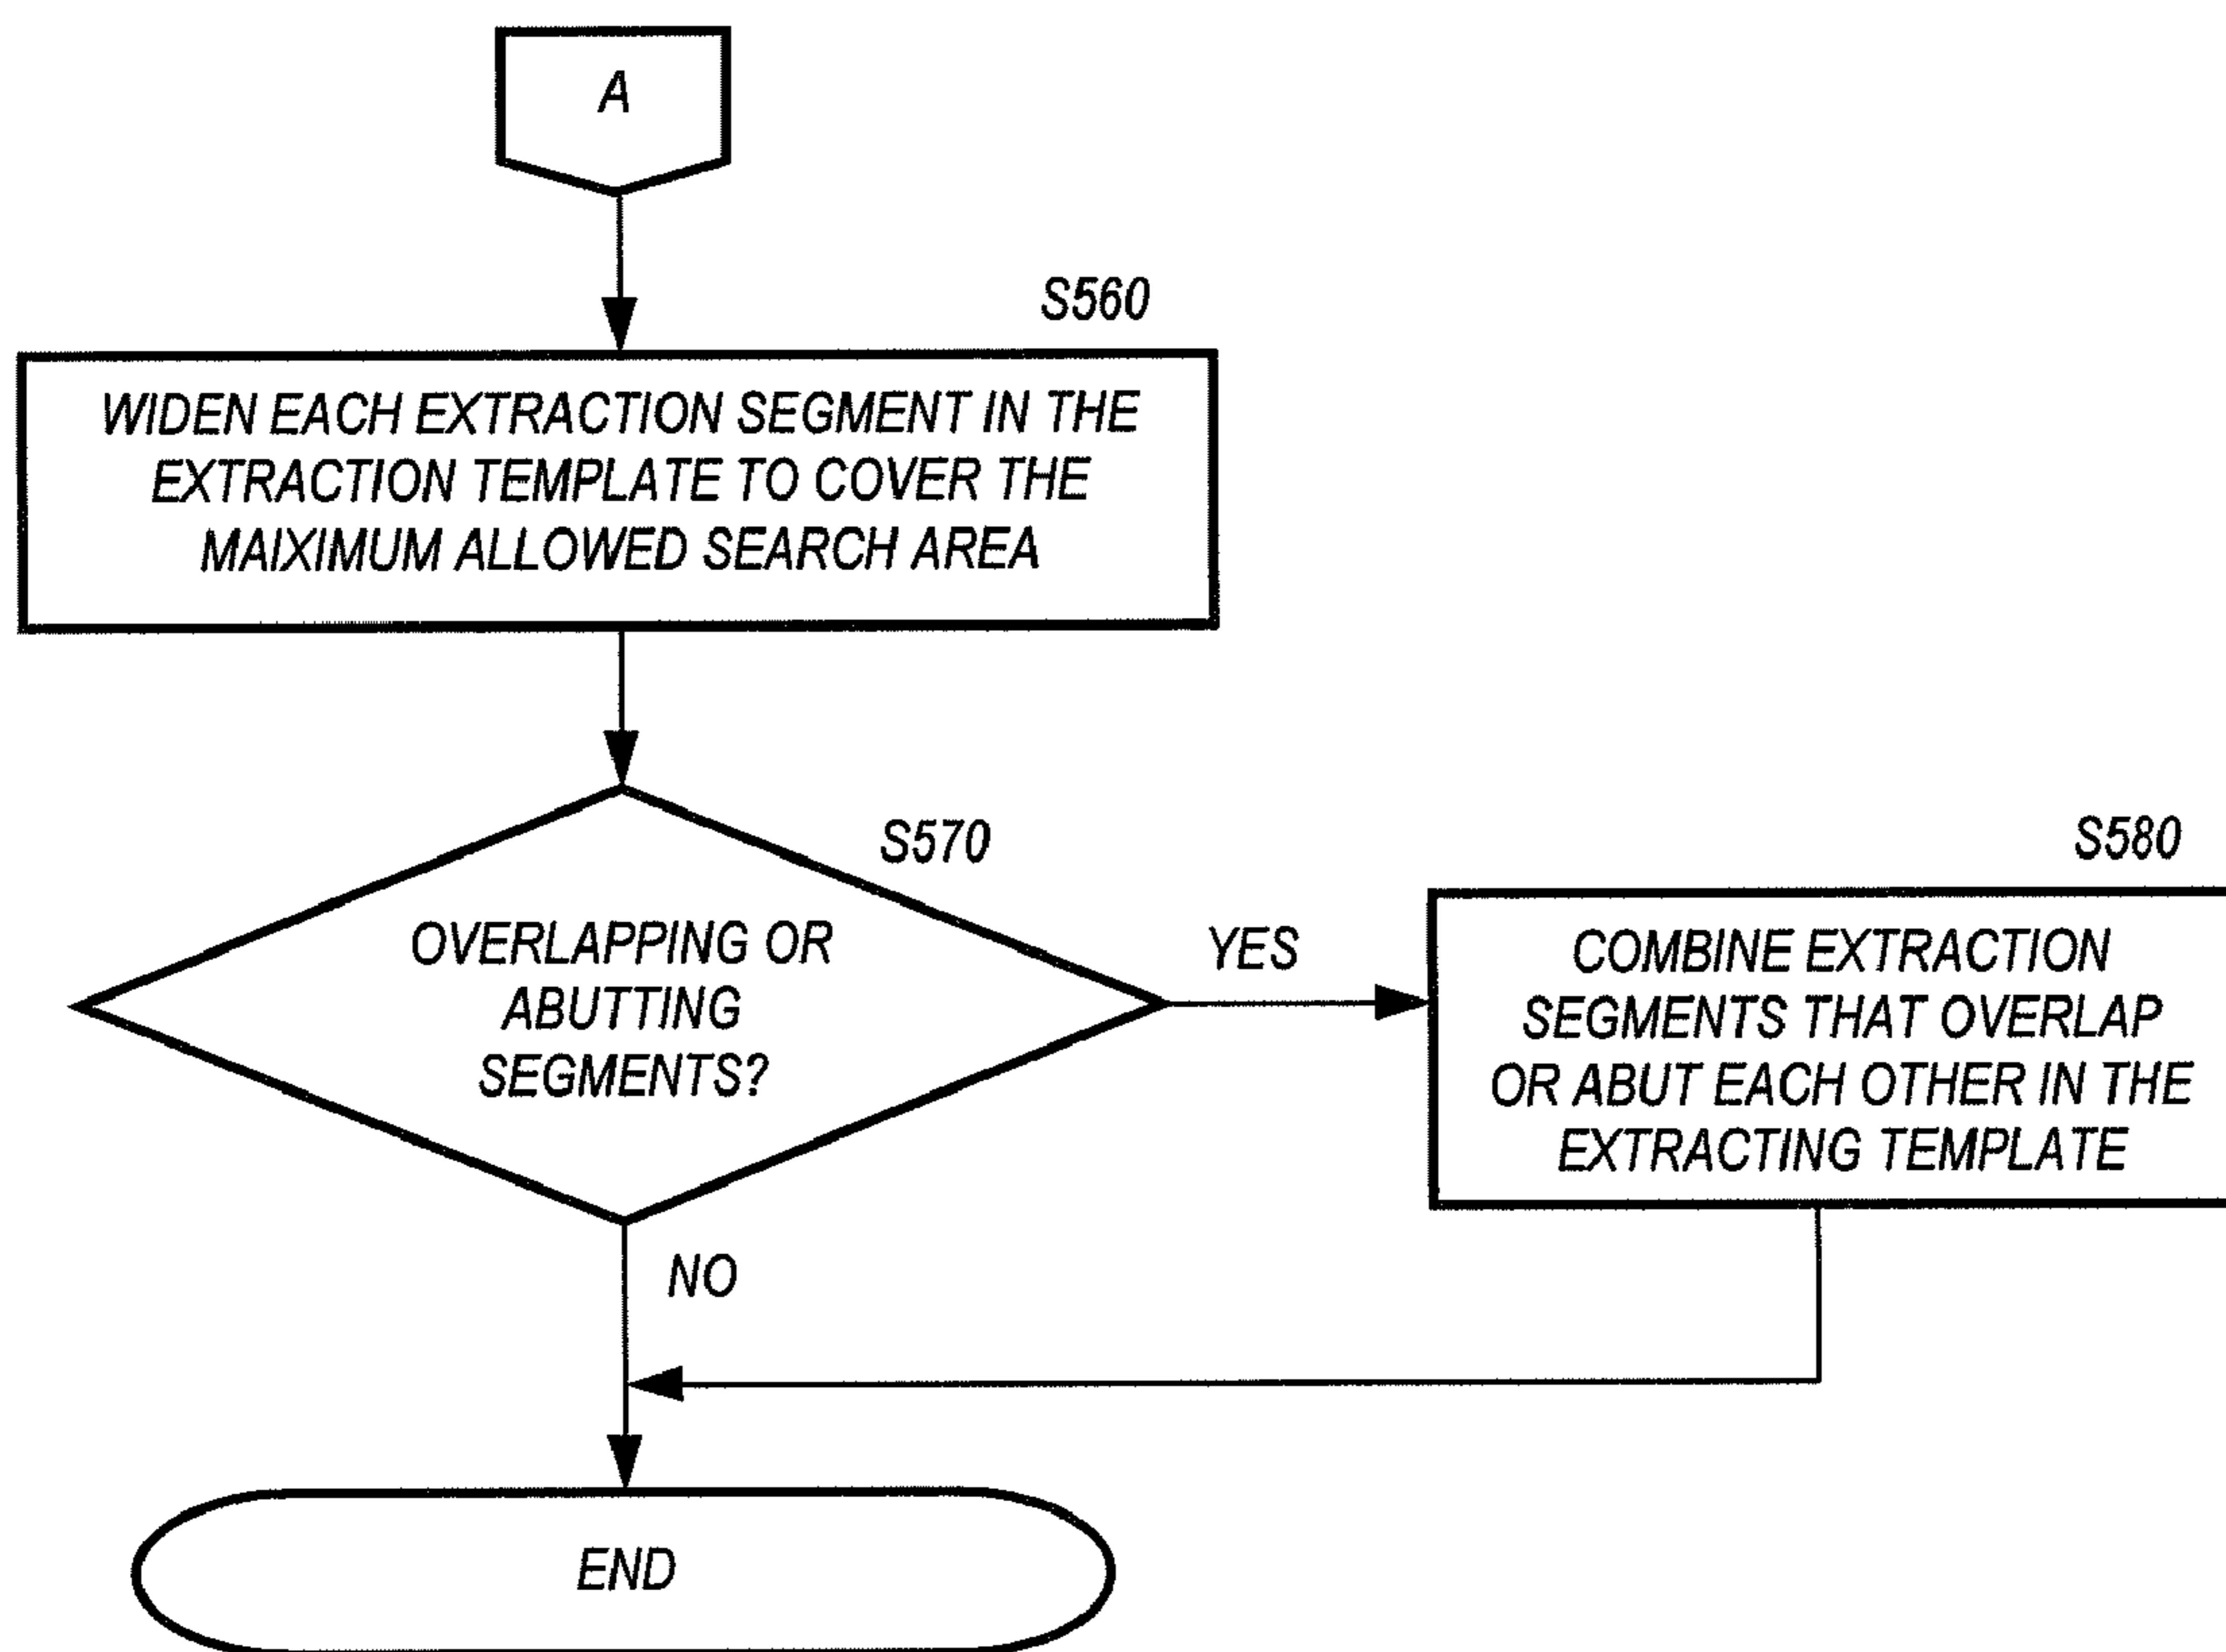 A
S560
WIDEN EACH EXTRACTION SEGMENT IN THE
EXTRACTION TEMPLATE TO COVER THE
MAIXIMUM ALLOWED SEARCH AREA
S570
OVERLAPPING OR
ABUTTING
SEGMENTS?
YES
S580
COMBINE EXTRACTION
SEGMENTS THAT OVERLAP
OR ABUT EACH OTHER IN THE
EXTRACTING TEMPLATE
NO
END